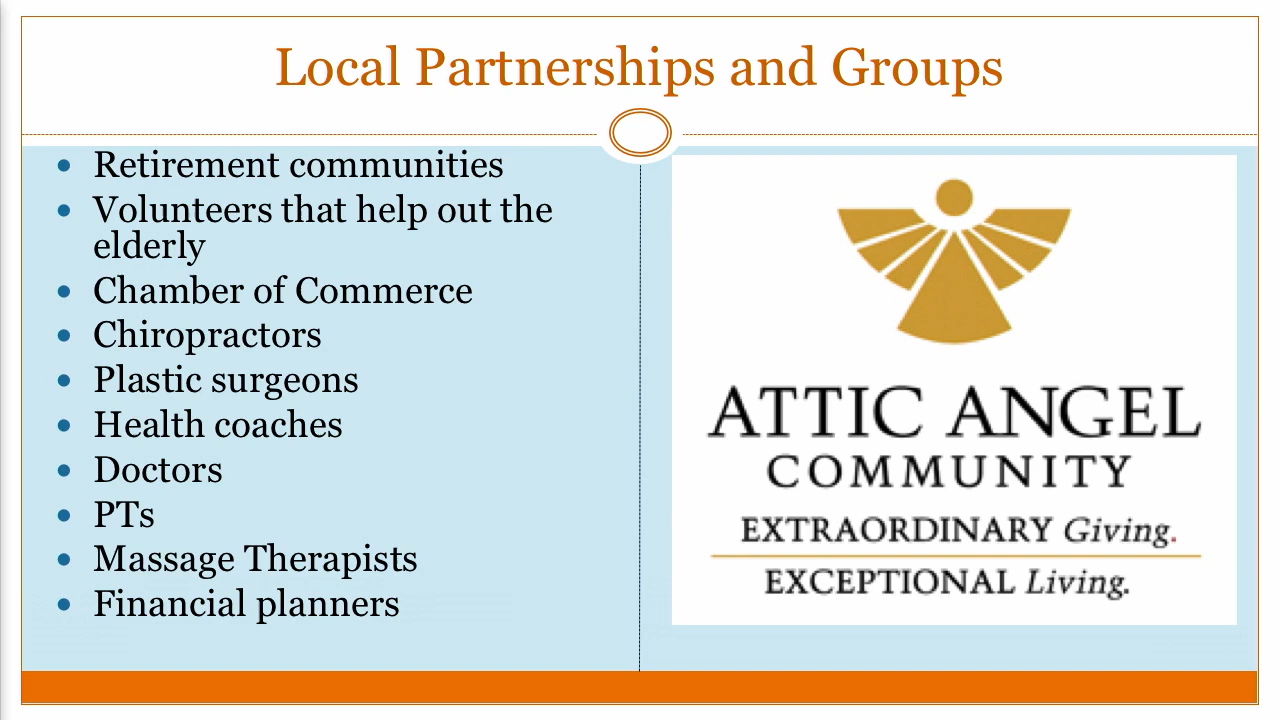 Local Partnerships and Groups
Retirement communities
Volunteers that help out the
elderly
Chamber of Commerce
Chiropractors
Plastic surgeons
Health coaches
Doctors
PTs
Massage Therapists
Financial planners
ATTIC ANGEL
COMMUNITY
EXTRAORDINARY Giving.
EXCEPTIONAL Living.